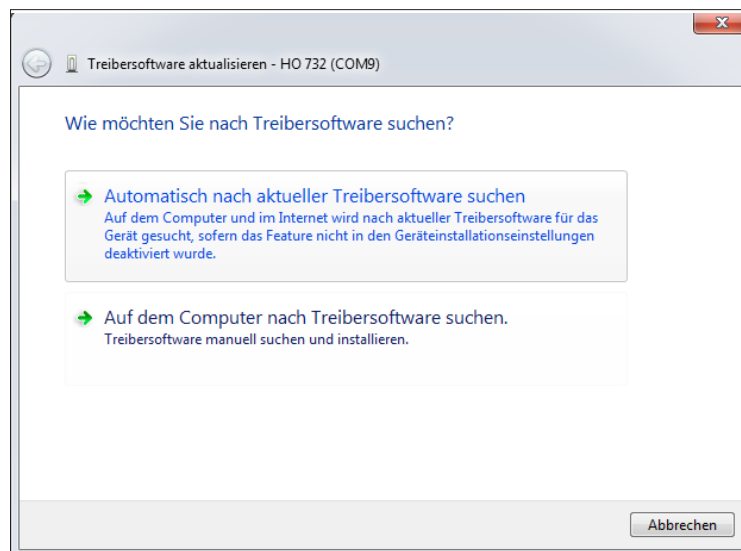 Treibersoftware aktualisieren - HO 732 (COM9)
Wie möchten Sie nach Treibersoftware suchen?
Automatisch nach aktueller Treibersoftware suchen
Auf dem Computer und im Internet wird nach aktueller Treibersoftware für das
Gerät gesucht, sofern das Feature nicht in den Geräteinstallationseinstellungen
deaktiviert wurde.
Auf dem Computer nach Treibersoftware suchen.
Treibersoftware manuell suchen und installieren.
Abbrechen